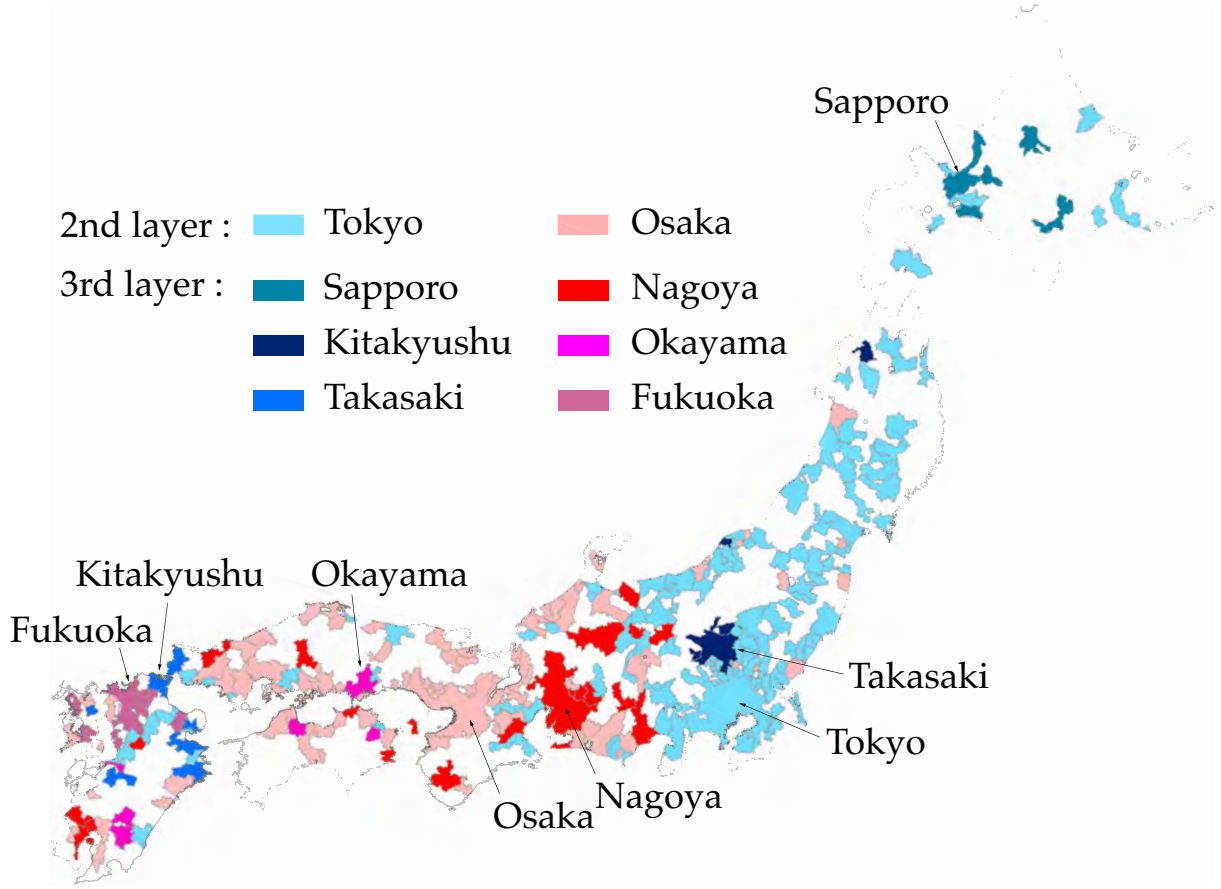 Sapporo
2nd layer : Tokyo Osaka
3rd layer : Sapporo Nagoya
Kitakyushu Okayama
Takasaki Fukuoka
Kitakyushu Okayama
Fukuoka
Takasaki
Tokyo
Nagoya
Osaka